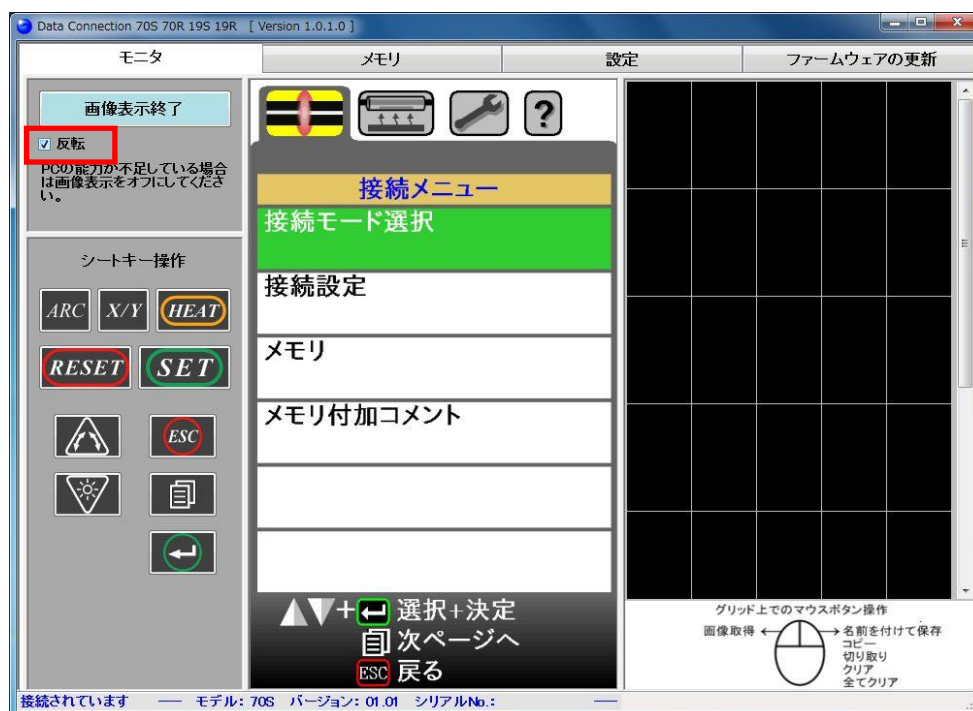 Data Connection 70S 70R 19S 19R [ Version 1.0.1.0 ]
モニタ
メモリ
設定
ファームウェアの更新
画像表示終了
反転
PCの能力が不足している場合
は画像表示をオフにしてくださ
い。
シートキー操作
ARC
X/Y
HEAT
RESET
SET
ESC
?
接続メニュー
接続モード選択
接続設定
メモリ
メモリ付加コメント
+ 選択+決定
次ページへ
ESC 戻る
グリッド上でのマウスボタン操作
画像取得
名前を付けて保存
コピー
切り取り
クリア
全てクリア
接続されています ― モデル: 70S バージョン: 01.01 シリアルNo.: ―